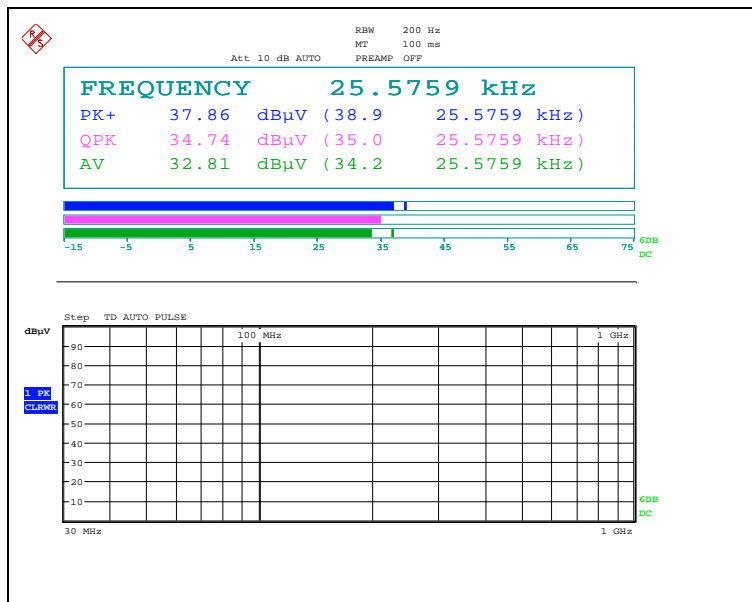 R S
RBW 200 Hz
MT 100 ms
Att 10 dB AUTO PREAMP OFF
FREQUENCY 25.5759 kHz
PK+ 37.86 dBµV (38.9 25.5759 kHz)
QPK 34.74 dBµV (35.0 25.5759 kHz)
AV 32.81 dBµV (34.2 25.5759 kHz)
-15 -5 5 15 25 35 45 55 65 75
6DB
DC
Step TD AUTO PULSE
dBµV
100 MHz 1 GHz
90
80
70
1 PK
CLRWR
60
50
40
30
20
10
6DB
DC
30 MHz 1 GHz